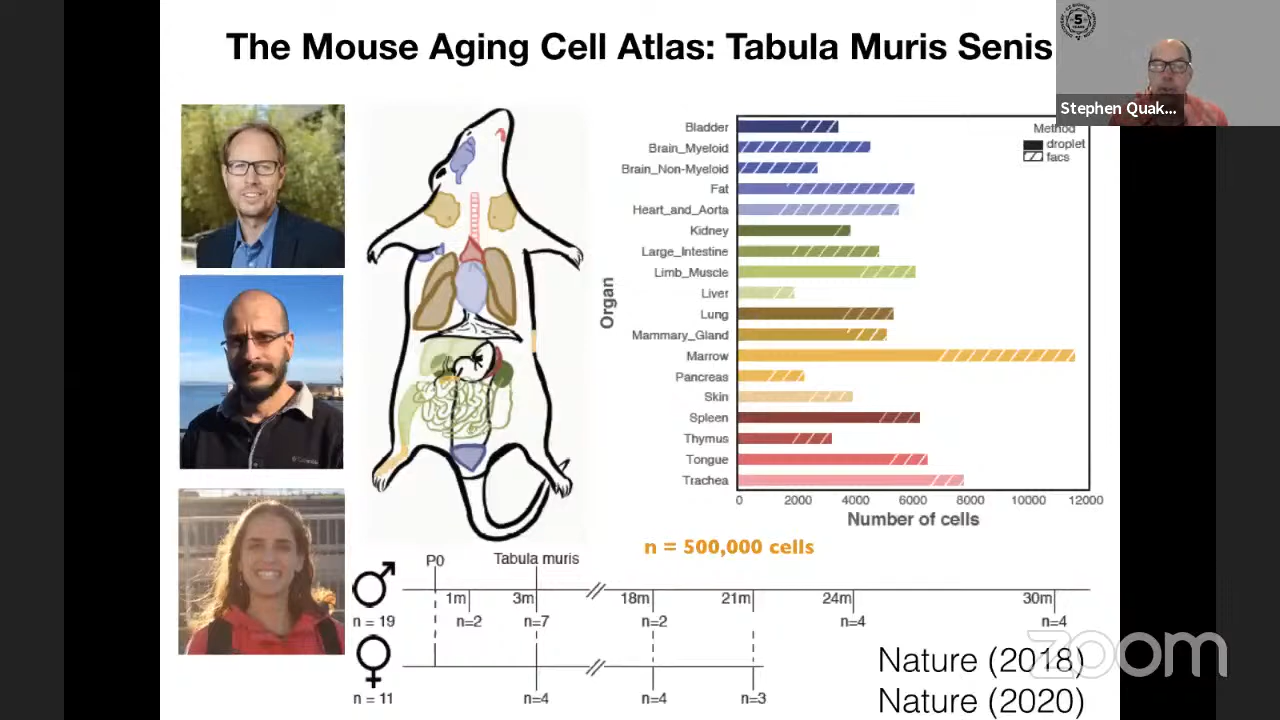 The Mouse Aging Cell Atlas: Tabula Muris Senis
5
Stephen Quak...
Method
droplet
facs
Organ
Bladder
Brain_Myeloid
Brain_Non-Myeloid
Fat
Heart_and_Aorta
Kidney
Large_Intestine
Limb_Muscle
Liver
Lung
Mammary_Gland
Marrow
Pancreas
Skin
Spleen
Thymus
Tongue
Trachea
0 2000 4000 6000 8000 10000 12000
Number of cells
n = 500,000 cells
P0 Tabula muris
♂ 1m 3m 18m 21m 24m 30m
n = 19 n=2 n=7 n=2 n=4 n=4
♀
n = 11 n=4 n=4 n=3
Nature (2018)
Nature (2020)
zoom